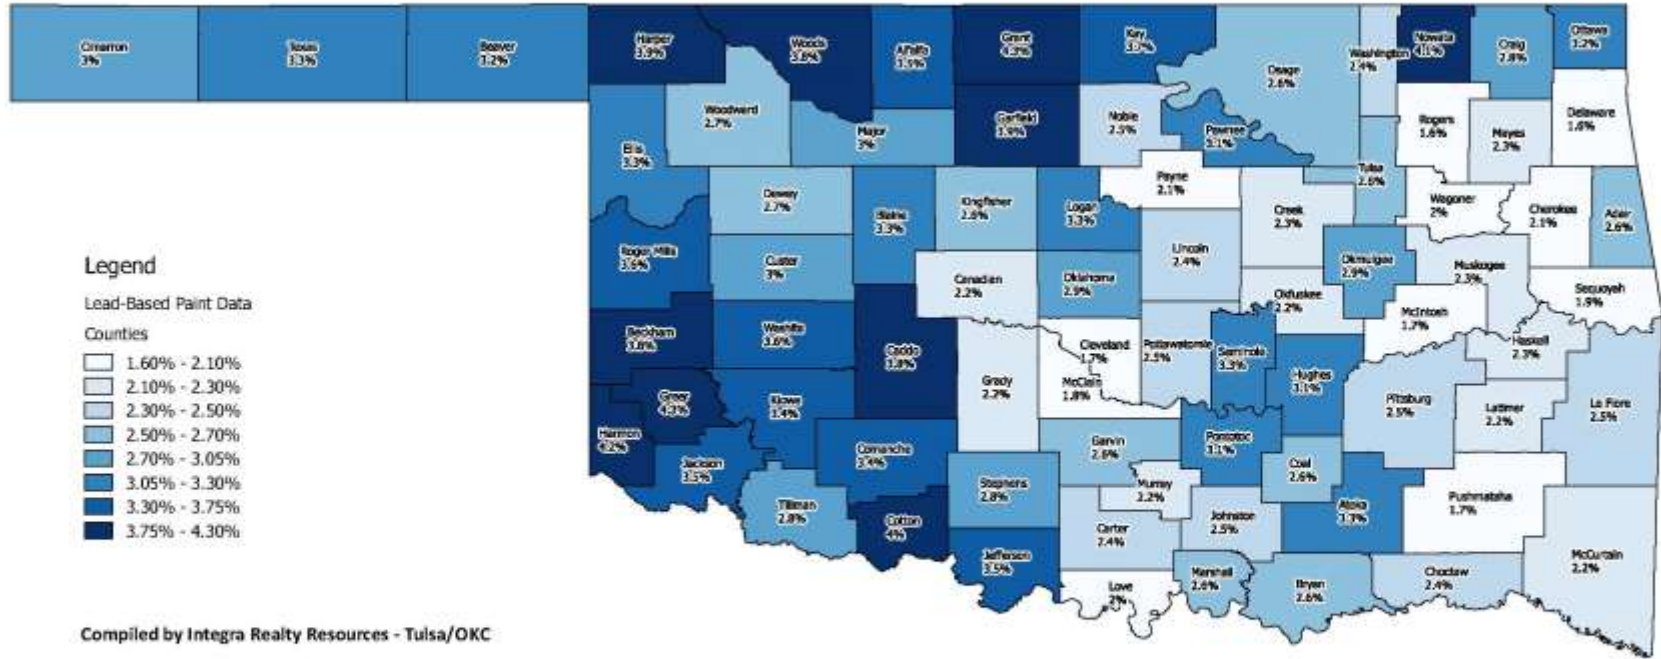 Cimarron
3%
Texas
3.3%
Beaver
3.2%
Harper
3.9%
Woods
3.8%
Alfalfa
3.5%
Grant
4.3%
Kay
3.7%
Osage
2.6%
Washington
2.4%
Nowata
4.1%
Craig
2.8%
Ottawa
3.2%
Woodward
2.7%
Major
3%
Garfield
3.9%
Noble
2.3%
Pawnee
3.1%
Rogers
1.6%
Mayes
2.3%
Delaware
1.6%
Ellis
3.3%
Dewey
2.7%
Blaine
3.3%
Kingfisher
2.6%
Logan
3.3%
Payne
2.1%
Creek
2.3%
Tulsa
2.6%
Wagoner
2%
Cherokee
2.1%
Adair
2.6%
Roger Mills
3.6%
Custer
3%
Canadian
2.2%
Oklahoma
2.9%
Lincoln
2.4%
Okfuskee
2.2%
Okmulgee
2.9%
Muskogee
2.3%
McIntosh
1.7%
Sequoyah
1.9%
Beckham
3.8%
Washita
3.6%
Caddo
3.8%
Grady
2.2%
Cleveland
1.7%
McClain
1.8%
Pottawatomie
2.5%
Seminole
3.3%
Hughes
3.1%
Haskell
2.3%
Pittsburg
2.5%
Latimer
2.2%
Le Flore
2.5%
Greer
4.3%
Harmon
4.2%
Kiowa
3.4%
Jackson
3.5%
Comanche
3.4%
Tillman
2.8%
Cotton
4%
Stephens
2.8%
Jefferson
3.5%
Garvin
2.6%
Murray
2.2%
Carter
2.4%
Love
2%
Pontotoc
3.1%
Coal
2.6%
Johnston
2.5%
Marshall
2.6%
Atoka
3.3%
Bryan
2.6%
Pushmataha
1.7%
Choctaw
2.4%
McCurtain
2.2%
Legend
Lead-Based Paint Data
Counties
1.60% - 2.10%
2.10% - 2.30%
2.30% - 2.50%
2.50% - 2.70%
2.70% - 3.05%
3.05% - 3.30%
3.30% - 3.75%
3.75% - 4.30%
Compiled by Integra Realty Resources - Tulsa/OKC